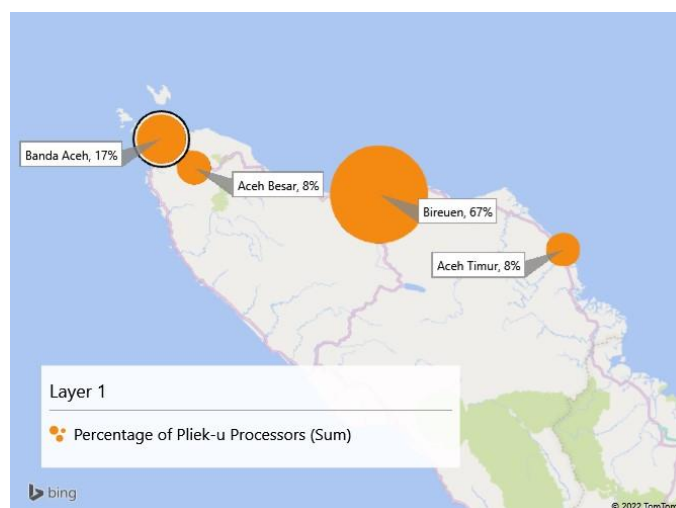 Banda Aceh, 17%
Aceh Besar, 8%
Bireuen, 67%
Aceh Timur, 8%
Layer 1
Percentage of Pliek-u Processors (Sum)
bing
© 2022 TomTom